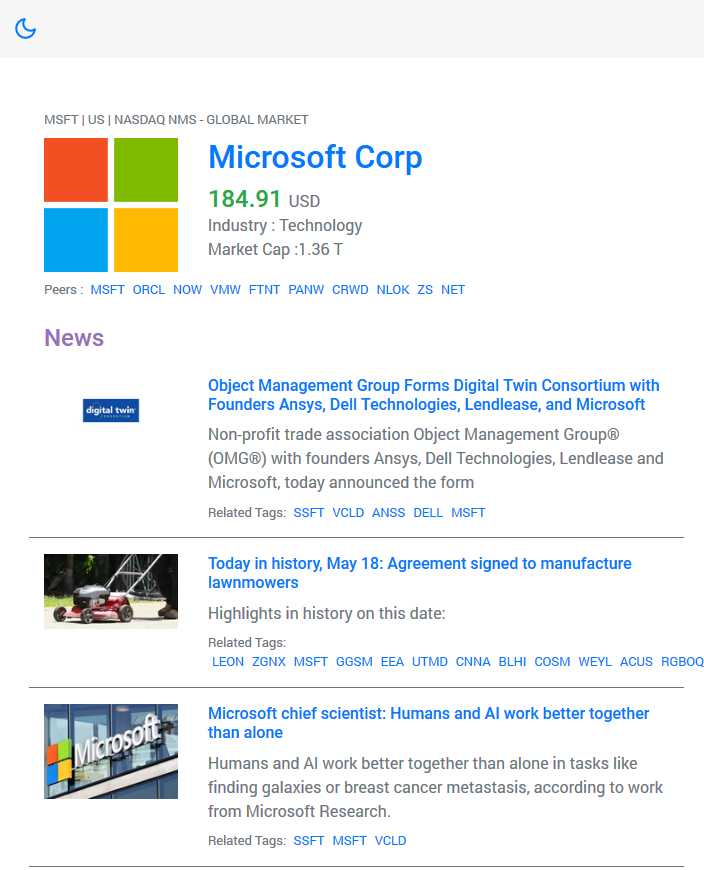 MSFT | US | NASDAQ NMS - GLOBAL MARKET
Microsoft Corp
184.91 USD
Industry : Technology
Market Cap :1.36 T
Peers : MSFT ORCL NOW VMW FTNT PANW CRWD NLOK ZS NET
News
digital twin
CONSORTIUM
Object Management Group Forms Digital Twin Consortium with
Founders Ansys, Dell Technologies, Lendlease, and Microsoft
Non-profit trade association Object Management Group®
(OMG®) with founders Ansys, Dell Technologies, Lendlease and
Microsoft, today announced the form
Related Tags: SSFT VCLD ANSS DELL MSFT
Today in history, May 18: Agreement signed to manufacture
lawnmowers
Highlights in history on this date:
Related Tags:
LEON ZGNX MSFT GGSM EEA UTMD CNNA BLHI COSM WEYL ACUS RGBOQ
Microsoft
Microsoft chief scientist: Humans and AI work better together
than alone
Humans and AI work better together than alone in tasks like
finding galaxies or breast cancer metastasis, according to work
from Microsoft Research.
Related Tags: SSFT MSFT VCLD